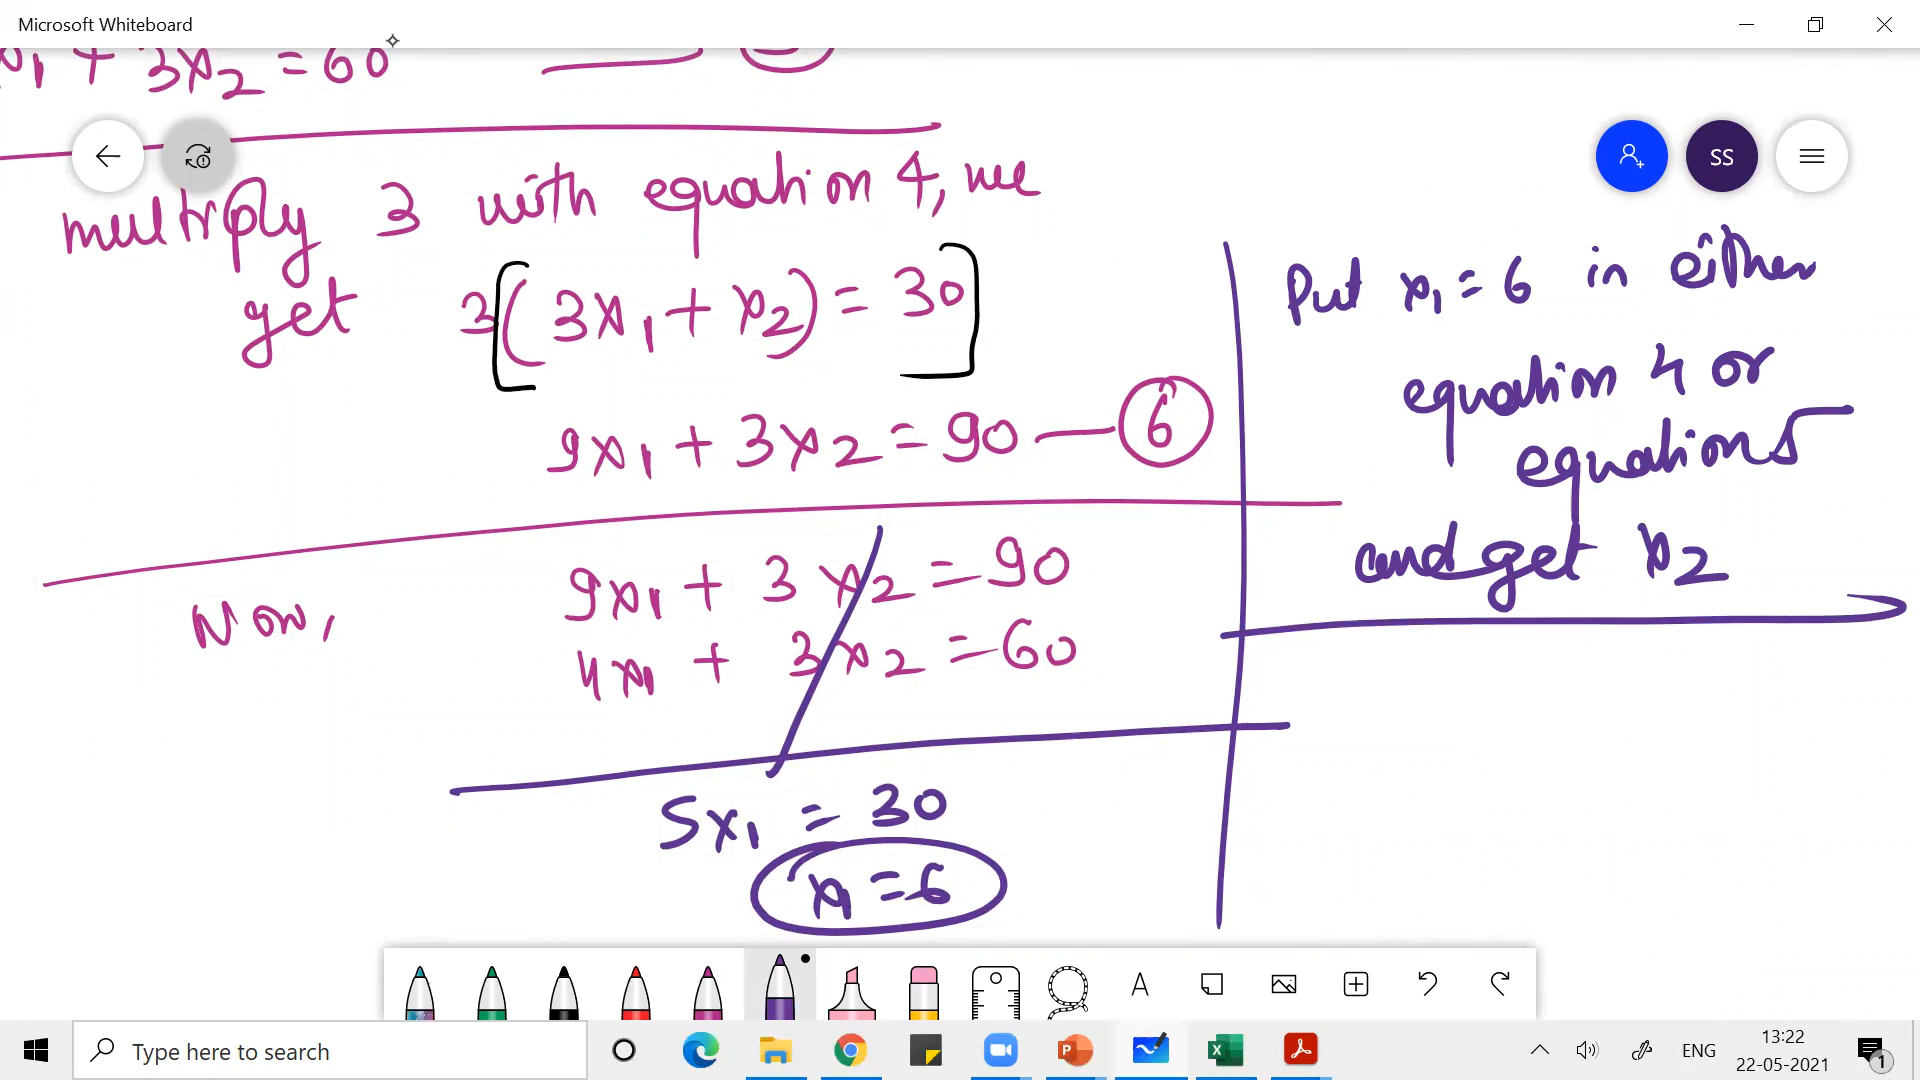 Microsoft Whiteboard
x₁ + 3x₂ = 60
SS
multiply 3 with equation 4, we
get 3[(3x₁ + x₂) = 30]
9x₁ + 3x₂ = 90 — 6
Now,
9x₁ + 3x₂ = 90
4x₁ + 3x₂ = 60
5x₁ = 30
x₁ = 6
Put x₁ = 6 in either
equation 4 or
equation 5
and get x₂
A
Type here to search
ENG
13:22
22-05-2021
1